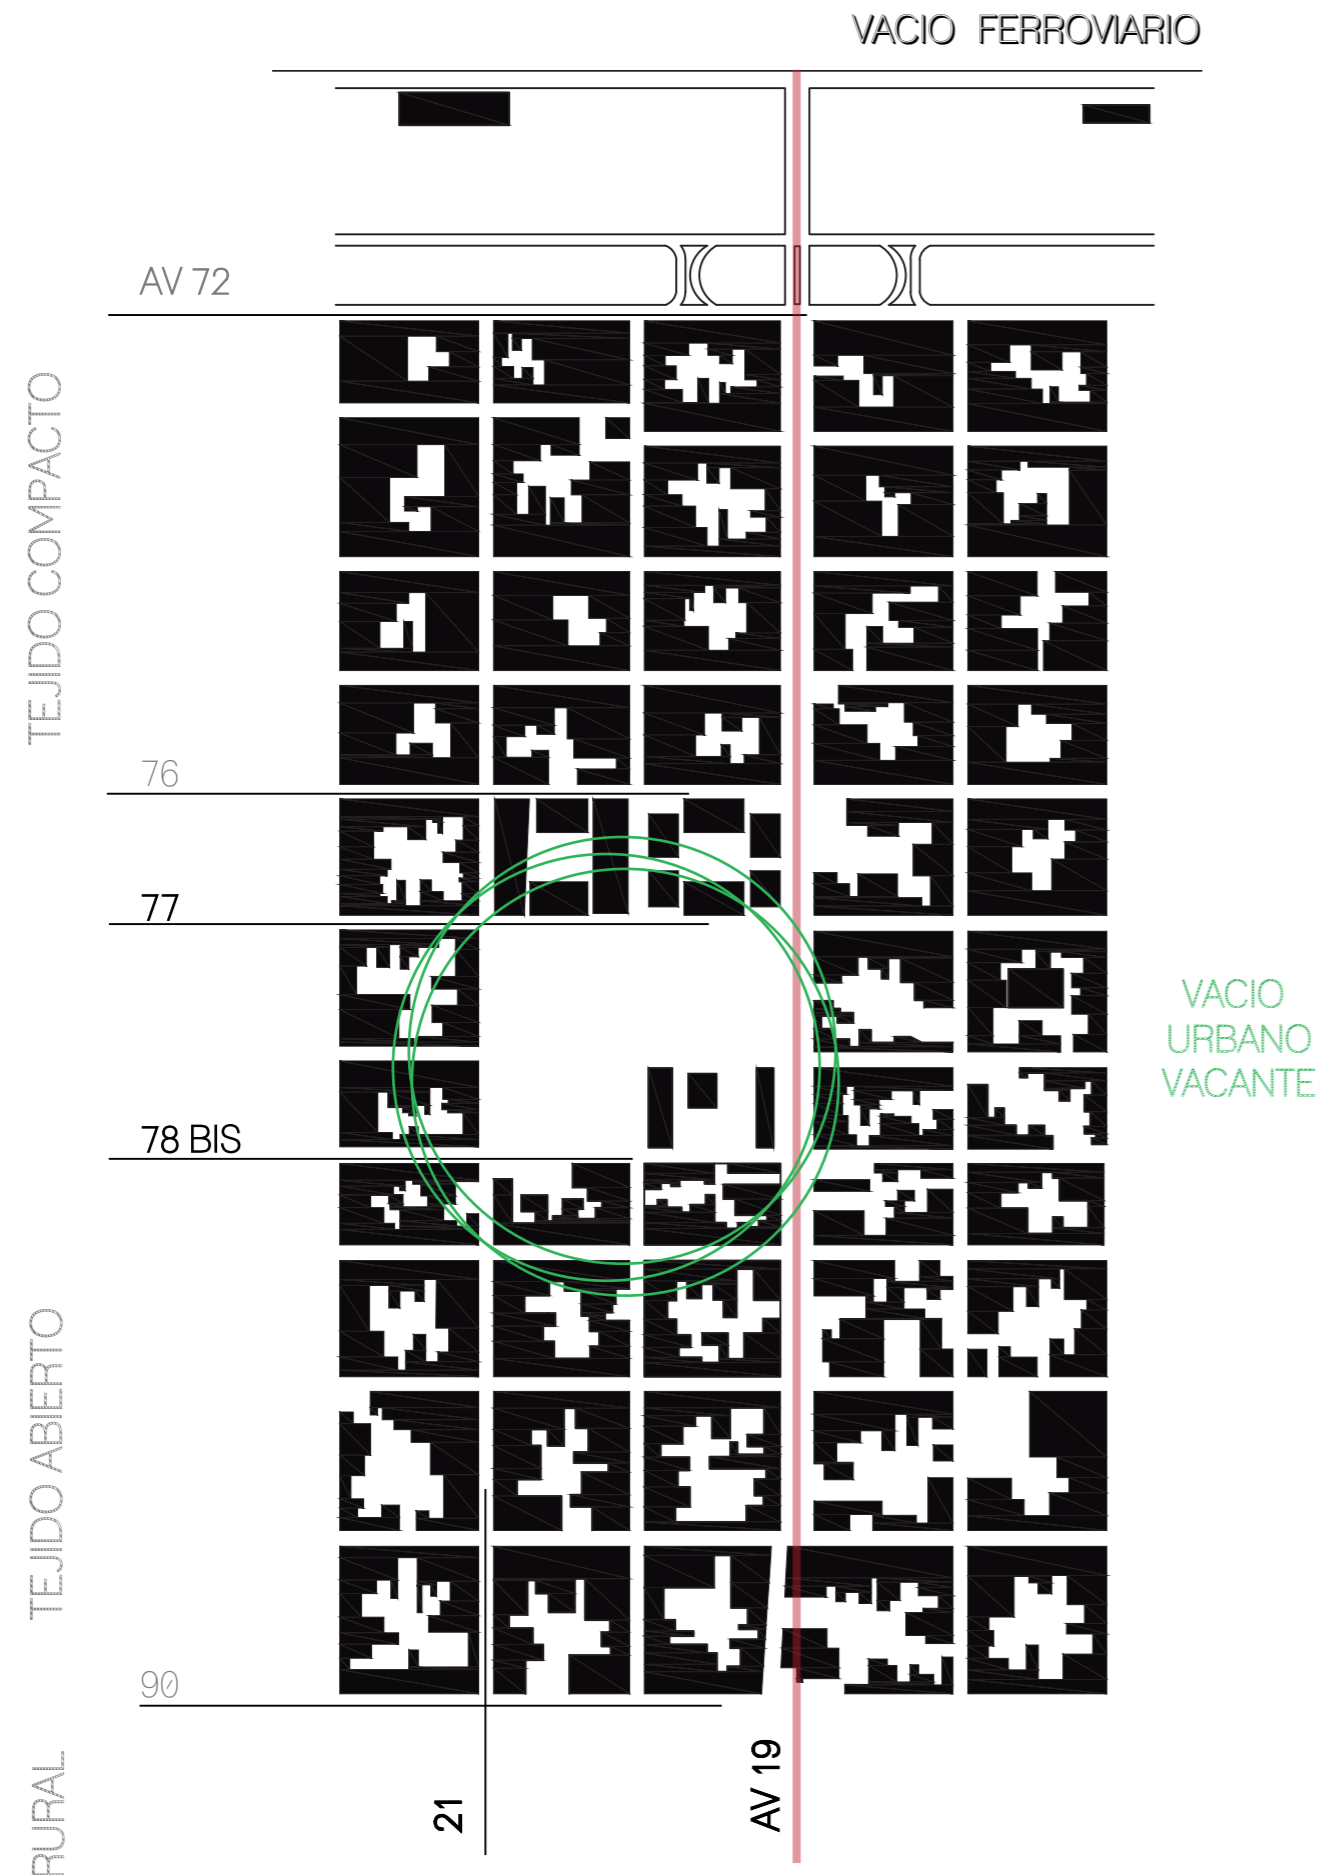 VACIO FERROVIARIO
AV 72
TEJIDO COMPACTO
76
77
VACIO
URBANO
VACANTE
78 BIS
TEJIDO ABIERTO
90
RURAL
21
AV 19